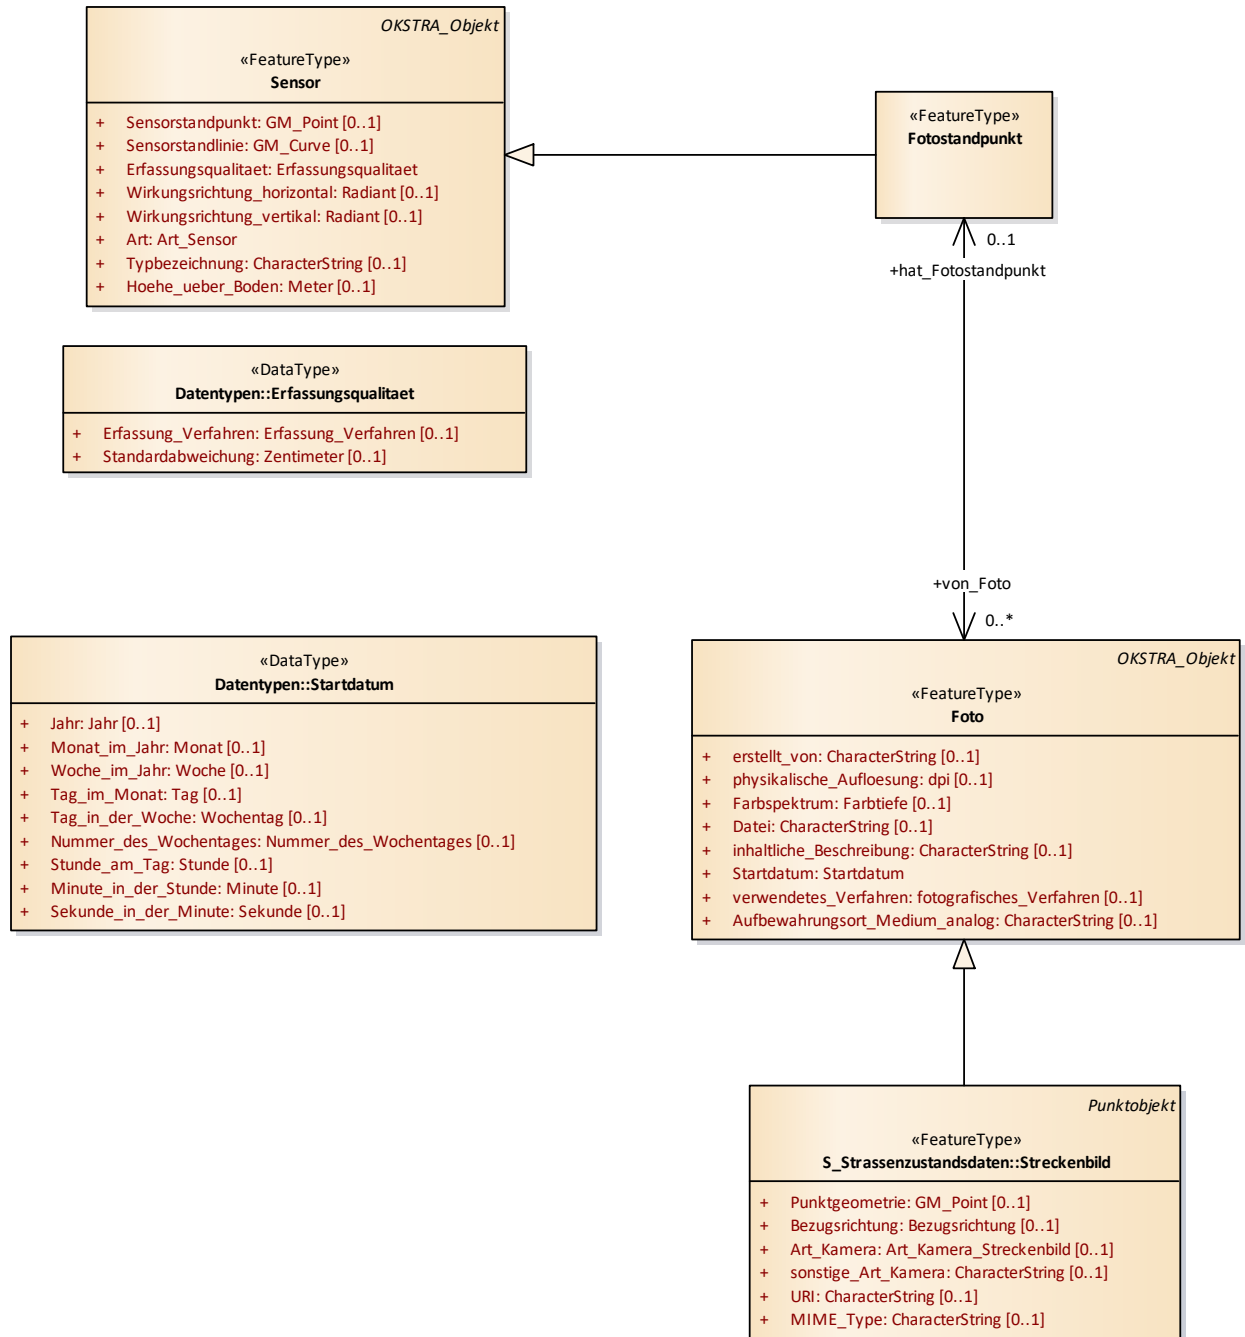 OKSTRA_Objekt
«FeatureType»
Sensor
+ Sensorstandpunkt: GM_Point [0..1]
+ Sensorstandlinie: GM_Curve [0..1]
+ Erfassungsqualitaet: Erfassungsqualitaet
+ Wirkungsrichtung_horizontal: Radiant [0..1]
+ Wirkungsrichtung_vertikal: Radiant [0..1]
+ Art: Art_Sensor
+ Typbezeichnung: CharacterString [0..1]
+ Hoehe_ueber_Boden: Meter [0..1]
«FeatureType»
Fotostandpunkt
0..1
+hat_Fotostandpunkt
«DataType»
Datentypen::Erfassungsqualitaet
+ Erfassung_Verfahren: Erfassung_Verfahren [0..1]
+ Standardabweichung: Zentimeter [0..1]
+von_Foto
0..*
«DataType»
Datentypen::Startdatum
+ Jahr: Jahr [0..1]
+ Monat_im_Jahr: Monat [0..1]
+ Woche_im_Jahr: Woche [0..1]
+ Tag_im_Monat: Tag [0..1]
+ Tag_in_der_Woche: Wochentag [0..1]
+ Nummer_des_Wochentages: Nummer_des_Wochentages [0..1]
+ Stunde_am_Tag: Stunde [0..1]
+ Minute_in_der_Stunde: Minute [0..1]
+ Sekunde_in_der_Minute: Sekunde [0..1]
OKSTRA_Objekt
«FeatureType»
Foto
+ erstellt_von: CharacterString [0..1]
+ physikalische_Aufloesung: dpi [0..1]
+ Farbspektrum: Farbtiefe [0..1]
+ Datei: CharacterString [0..1]
+ inhaltliche_Beschreibung: CharacterString [0..1]
+ Startdatum: Startdatum
+ verwendetes_Verfahren: fotografisches_Verfahren [0..1]
+ Aufbewahrungsort_Medium_analog: CharacterString [0..1]
Punktobjekt
«FeatureType»
S_Strassenzustandsdaten::Streckenbild
+ Punktgeometrie: GM_Point [0..1]
+ Bezugsrichtung: Bezugsrichtung [0..1]
+ Art_Kamera: Art_Kamera_Streckenbild [0..1]
+ sonstige_Art_Kamera: CharacterString [0..1]
+ URI: CharacterString [0..1]
+ MIME_Type: CharacterString [0..1]